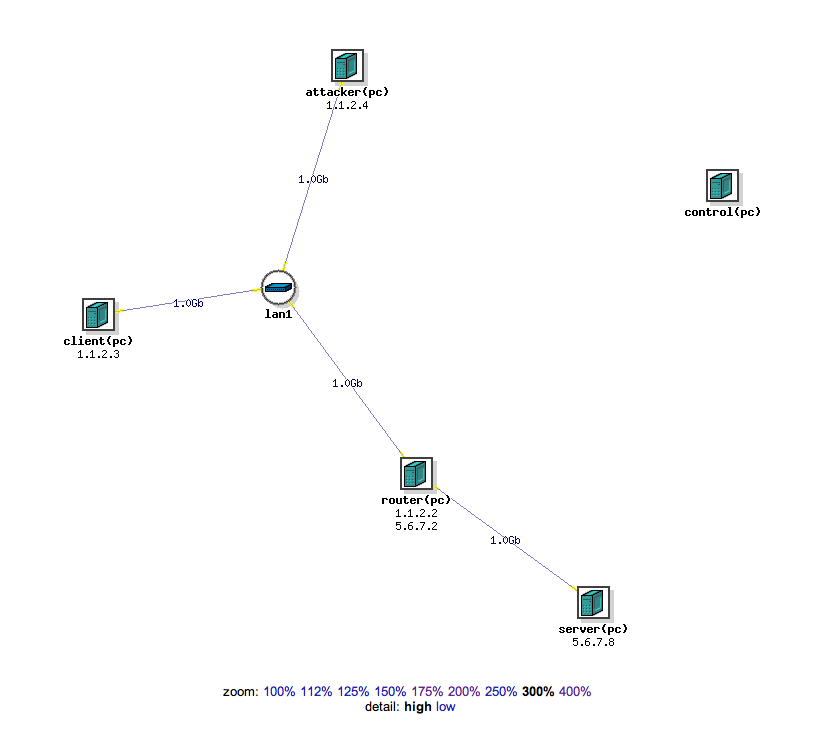 attacker(pc)
1.1.2.4
1.0Gb
control(pc)
1.0Gb
lan1
client(pc)
1.1.2.3
1.0Gb
router(pc)
1.1.2.2
5.6.7.2
1.0Gb
server(pc)
5.6.7.8
zoom: 100% 112% 125% 150% 175% 200% 250% 300% 400%
detail: high low